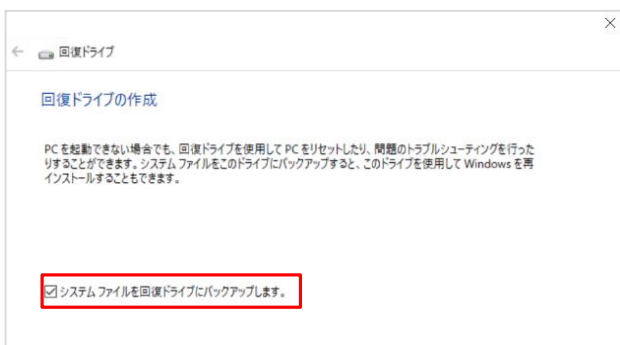 回復ドライブ
回復ドライブの作成
PC を起動できない場合でも、回復ドライブを使用して PC をリセットしたり、問題のトラブルシューティングを行った
りすることができます。システム ファイルをこのドライブにバックアップすると、このドライブを使用して Windows を再
インストールすることもできます。
システム ファイルを回復ドライブにバックアップします。